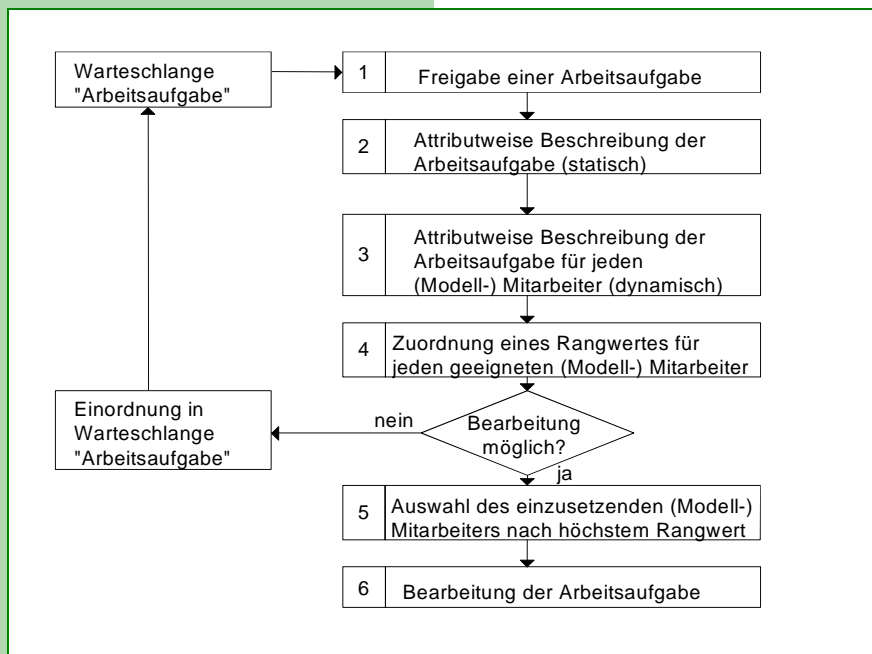 Warteschlange
"Arbeitsaufgabe"
1
Freigabe einer Arbeitsaufgabe
2
Attributweise Beschreibung der
Arbeitsaufgabe (statisch)
3
Attributweise Beschreibung der
Arbeitsaufgabe für jeden
(Modell-) Mitarbeiter (dynamisch)
4
Zuordnung eines Rangwertes für
jeden geeigneten (Modell-) Mitarbeiter
Einordnung in
Warteschlange
"Arbeitsaufgabe"
nein
Bearbeitung
möglich?
ja
5
Auswahl des einzusetzenden (Modell-)
Mitarbeiters nach höchstem Rangwert
6
Bearbeitung der Arbeitsaufgabe